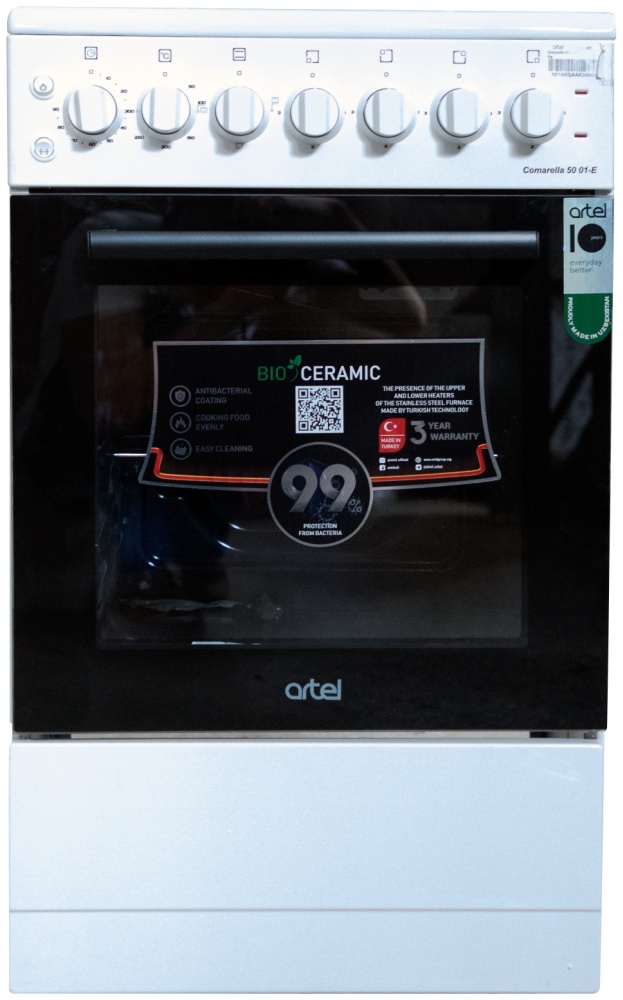 °C
artel
Comarella 50 01-E
artel
10 years
everyday
better
PROUDLY MADE IN UZBEKISTAN
BIO CERAMIC
ANTIBACTERIAL
COATING
COOKING FOOD
EVENLY
EASY CLEANING
THE PRESENCE OF THE UPPER
AND LOWER HEATERS
OF THE STAINLESS STEEL FURNACE
MADE BY TURKISH TECHNOLOGY
MADE IN
TURKEY
3 YEAR
WARRANTY
99%
PROTECTION
FROM BACTERIA
artel